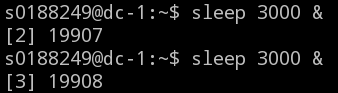 s0188249@dc-1:~$ sleep 3000 &
[2] 19907
s0188249@dc-1:~$ sleep 3000 &
[3] 19908